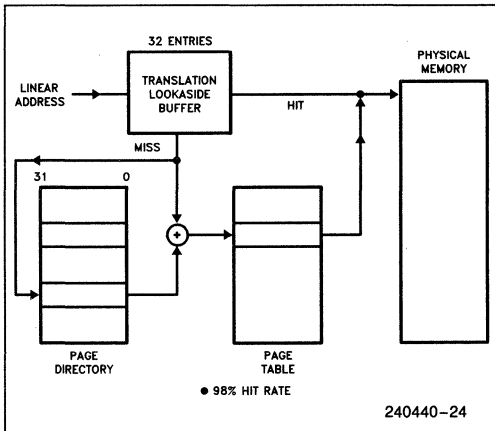 32 ENTRIES
TRANSLATION
LOOKASIDE
BUFFER
LINEAR
ADDRESS
PHYSICAL
MEMORY
HIT
MISS
31
0
+
PAGE
DIRECTORY
PAGE
TABLE
● 98% HIT RATE
240440-24